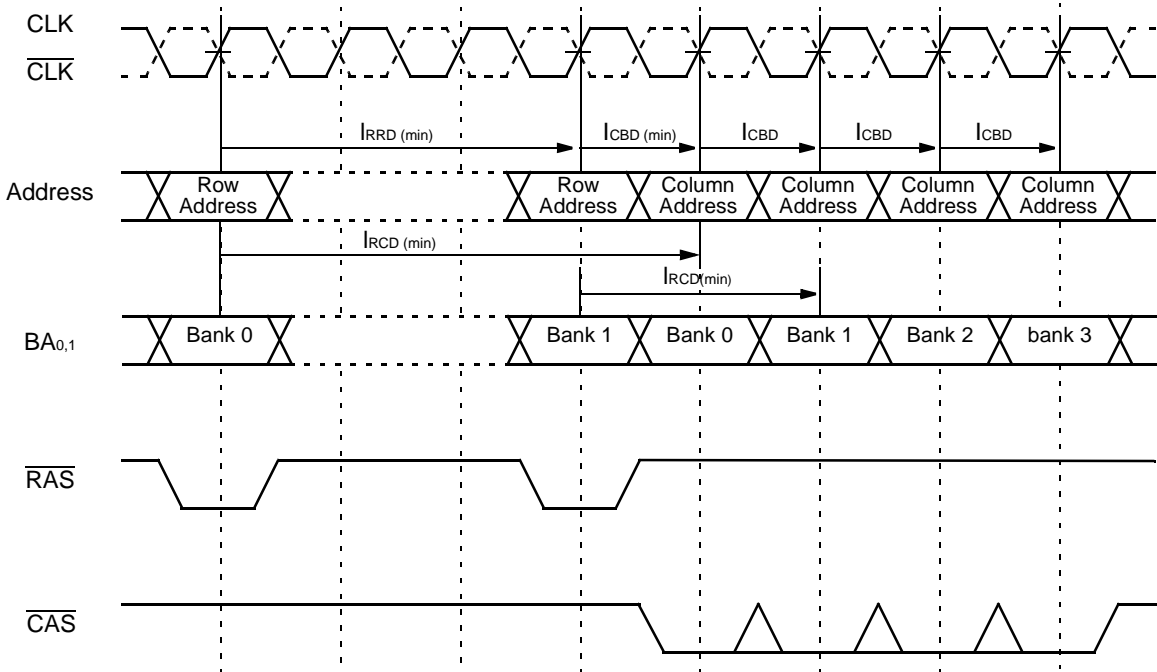 CLK
CLK
IRRD (min) ICBD (min) ICBD ICBD ICBD
Address
Row Address
Row Address
Column Address
Column Address
Column Address
Column Address
IRCD (min)
IRCD(min)
BA0,1 Bank 0 Bank 1 Bank 0 Bank 1 Bank 2 bank 3
RAS
CAS